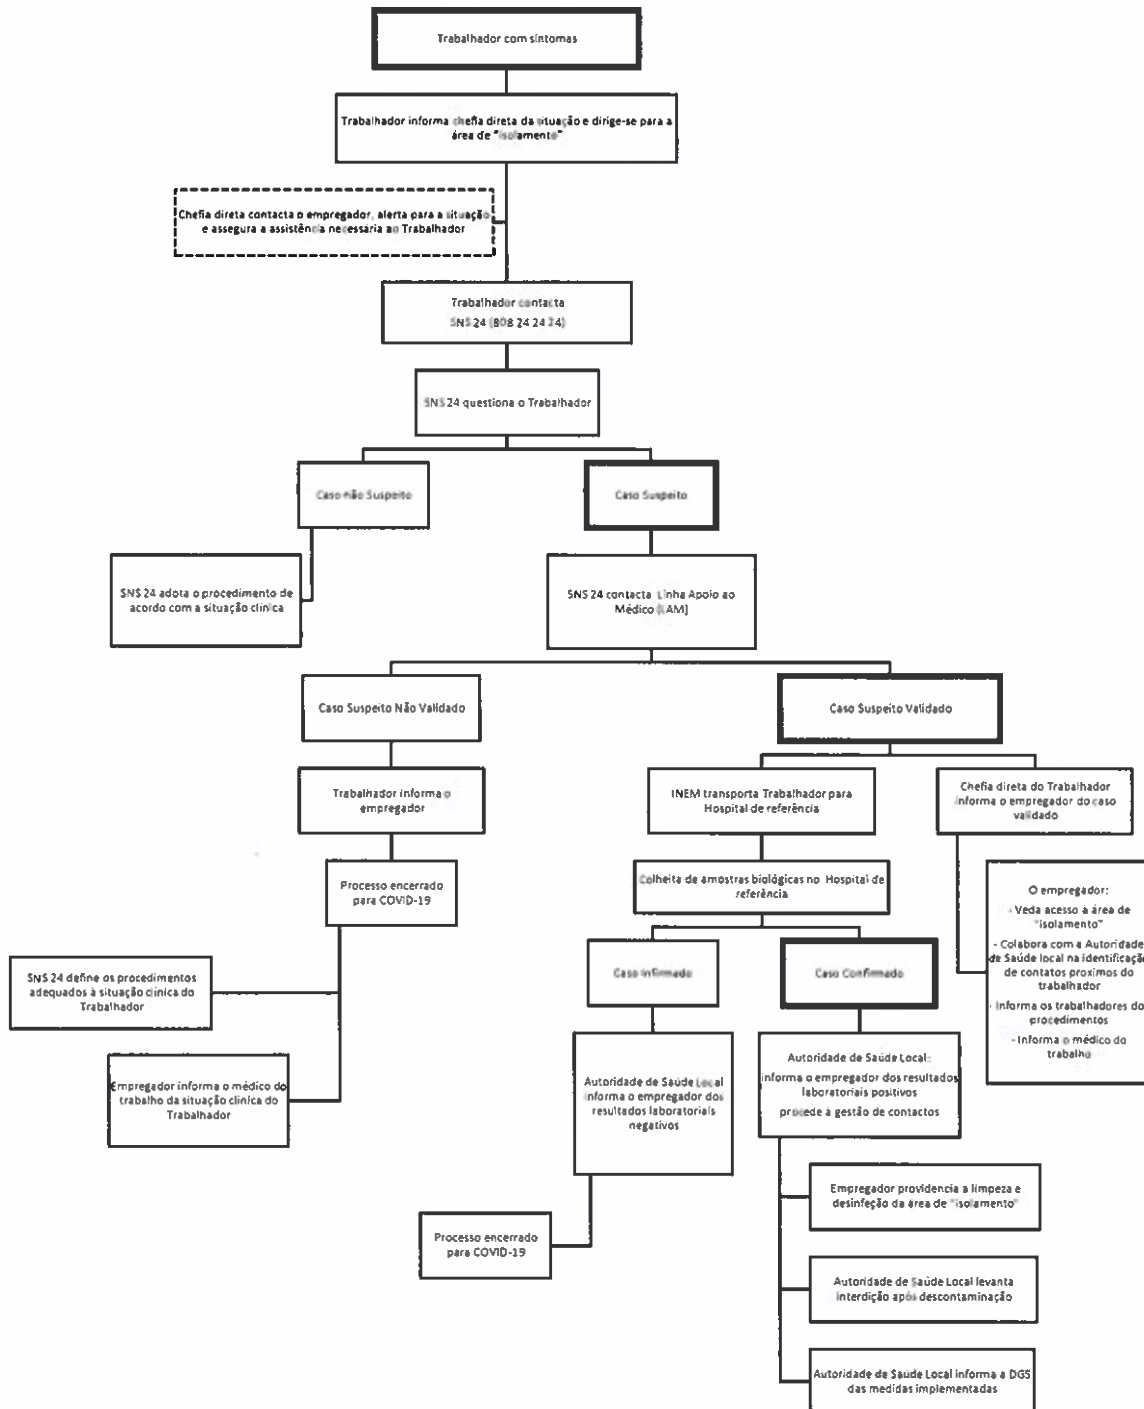 Trabalhador com sintomas
Trabalhador informa chefia direta da situação e dirige-se para a
área de "isolamento"
Chefia direta contacta o empregador, alerta para a situação
e assegura a assistência necessária ao Trabalhador
Trabalhador contacta
SNS 24 (808 24 24 24)
SNS 24 questiona o Trabalhador
Caso não Suspeito
Caso Suspeito
SNS 24 adota o procedimento de
acordo com a situação clínica
SNS 24 contacta Linha Apoio ao
Médico (LAM)
Caso Suspeito Não Validado
Caso Suspeito Validado
Trabalhador informa o
empregador
INEM transporta Trabalhador para
Hospital de referência
Chefia direta do Trabalhador
informa o empregador do caso
validado
Processo encerrado
para COVID-19
Colheita de amostras biológicas no Hospital de
referência
O empregador:
- Veda acesso à área de
"isolamento"
- Colabora com a Autoridade
de Saúde local na identificação
de contatos proximos do
trabalhador
- Informa os trabalhadores dos
procedimentos
- Informa o médico do
trabalho
SNS 24 define os procedimentos
adequados à situação clínica do
Trabalhador
Caso Infirmado
Caso Confirmado
Empregador informa o médico do
trabalho da situação clínica do
Trabalhador
Autoridade de Saúde Local
informa o empregador dos
resultados laboratoriais
negativos
Autoridade de Saúde Local:
informa o empregador dos resultados
laboratoriais positivos
procede à gestão de contactos
Processo encerrado
para COVID-19
Empregador providencia a limpeza e
desinfeção da área de "isolamento"
Autoridade de Saúde Local levanta
interdição após descontaminação
Autoridade de Saúde Local informa a DGS
das medidas implementadas